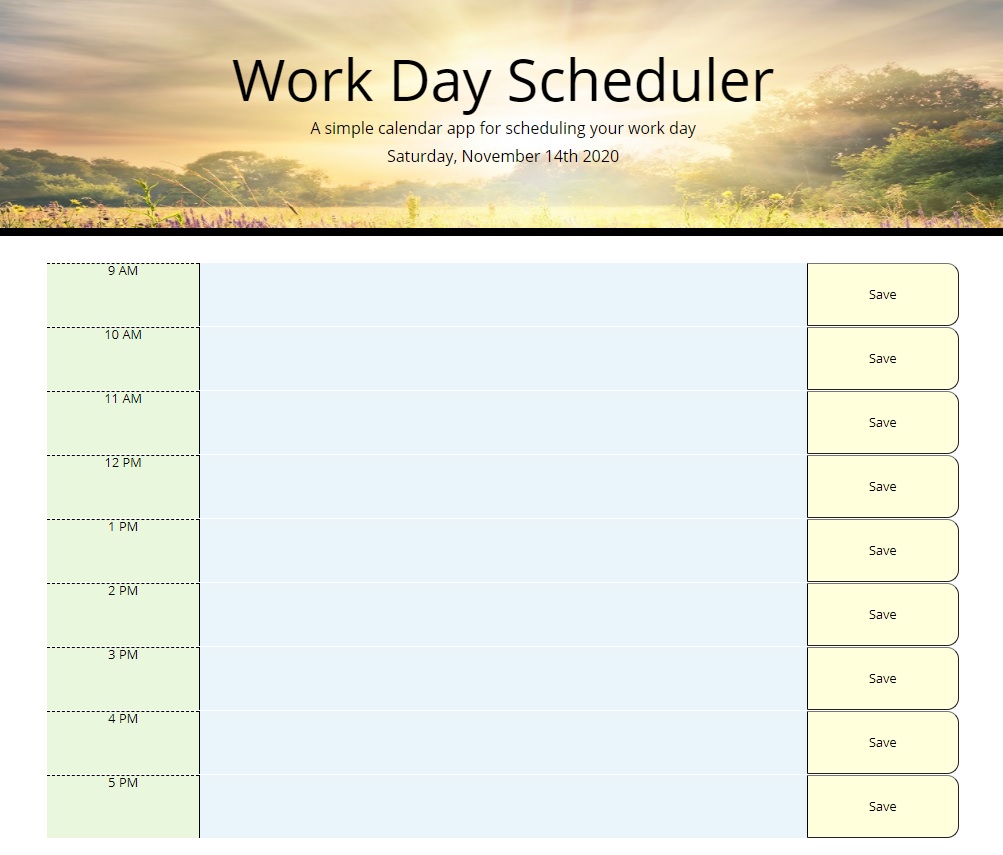 Work Day Scheduler
A simple calendar app for scheduling your work day
Saturday, November 14th 2020
9 AM
Save
10 AM
Save
11 AM
Save
12 PM
Save
1 PM
Save
2 PM
Save
3 PM
Save
4 PM
Save
5 PM
Save